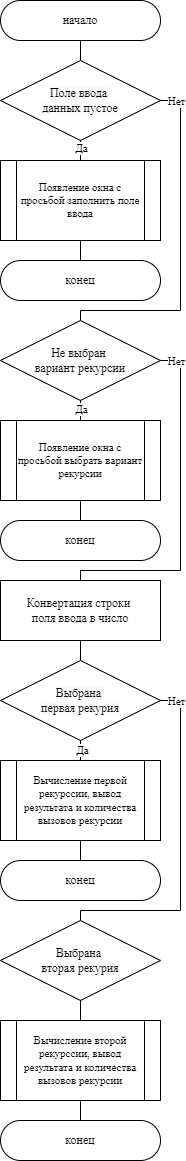 начало
Поле ввода
данных пустое
Нет
Да
Появление окна с
просьбой заполнить поле
ввода
конец
Не выбран
вариант рекурсии
Нет
Да
Появление окна с
просьбой выбрать вариант
рекурсии
конец
Конвертация строки
поля ввода в число
Выбрана
первая рекурия
Нет
Да
Вычисление первой
рекурссии, вывод
результата и количества
вызовов рекурсии
конец
Выбрана
вторая рекурия
Вычисление второй
рекурссии, вывод
результата и количества
вызовов рекурсии
конец